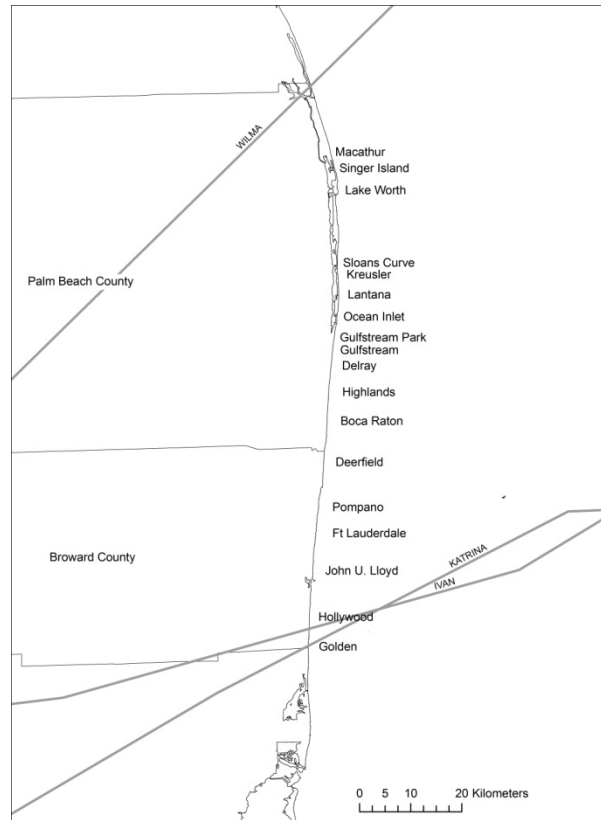 WILMA
Macathur
Singer Island
Lake Worth
Sloans Curve
Kreusler
Palm Beach County
Lantana
Ocean Inlet
Gulfstream Park
Gulfstream
Delray
Highlands
Boca Raton
Deerfield
Pompano
Ft Lauderdale
KATRINA
Broward County
John U. Lloyd
IVAN
Hollywood
Golden
0 5 10 20 Kilometers